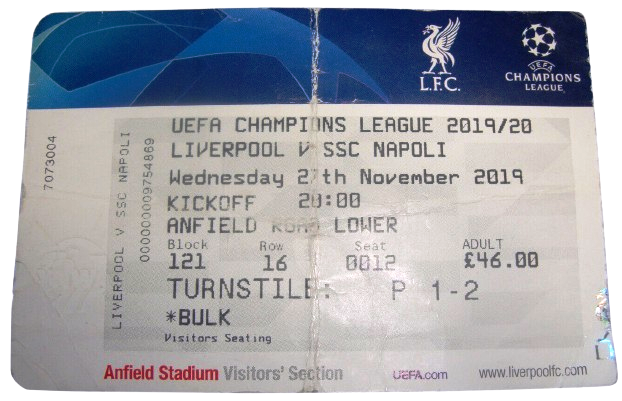 L.F.C.
UEFA
CHAMPIONS
LEAGUE
7073004
LIVERPOOL V SSC NAPOLI
0000000009754869
UEFA CHAMPIONS LEAGUE 2019/20
LIVERPOOL V SSC NAPOLI
Wednesday 27th November 2019
KICKOFF 20:00
ANFIELD ROAD LOWER
Block Row Seat ADULT
121 16 0012 £46.00
TURNSTILE: P 1-2
*BULK
Visitors Seating
Anfield Stadium Visitors' Section UEFA.com www.liverpoolfc.com